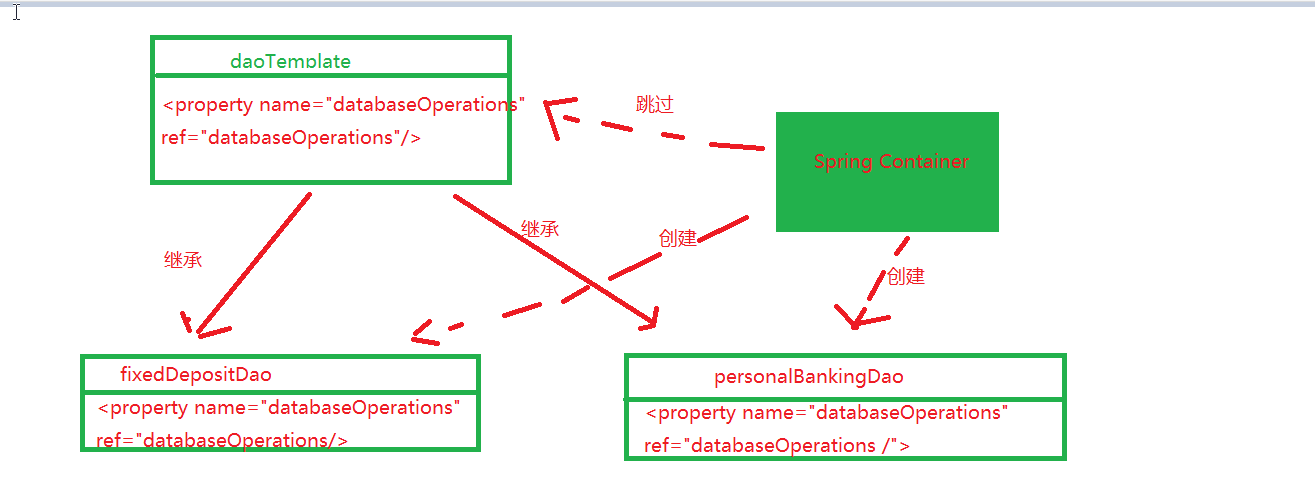 daoTemplate
<property name="databaseOperations"
ref="databaseOperations"/>
跳过
Spring Container
继承
继承
创建
创建
fixedDepositDao
<property name="databaseOperations"
ref="databaseOperations/>
personalBankingDao
<property name="databaseOperations"
ref="databaseOperations /">